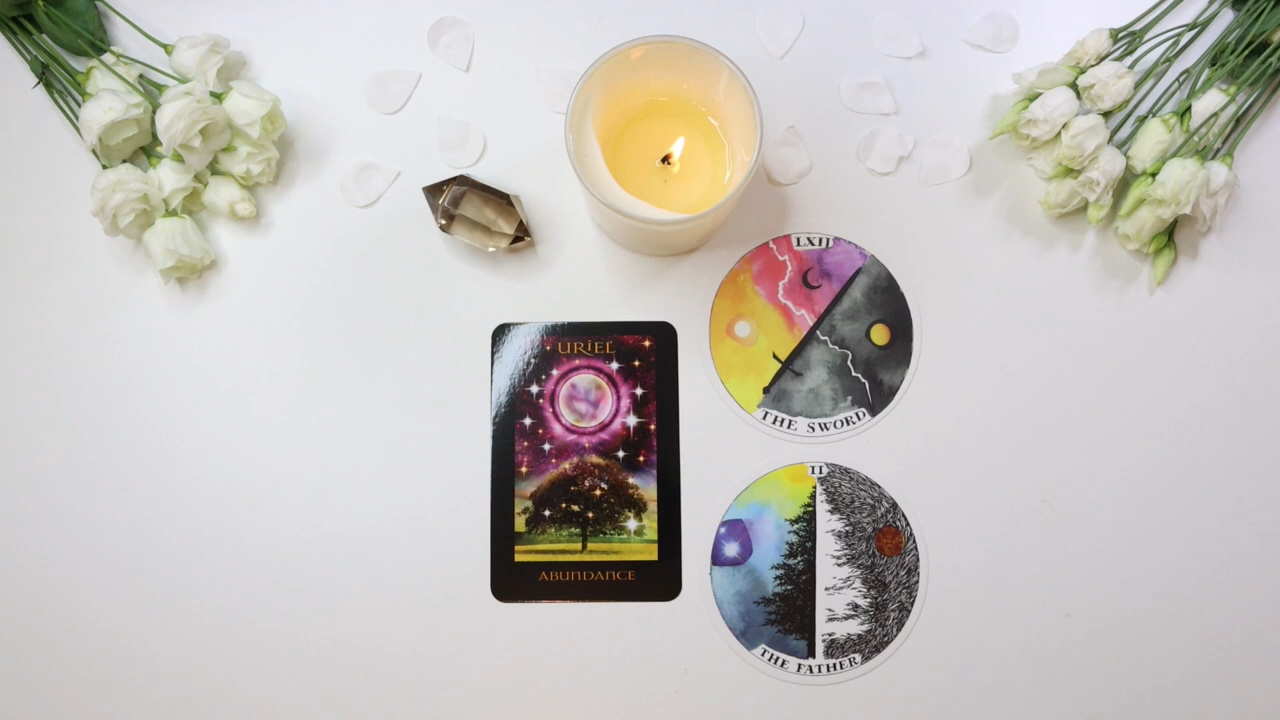 URIEL
ABUNDANCE
LXII
THE SWORD
II
THE FATHER